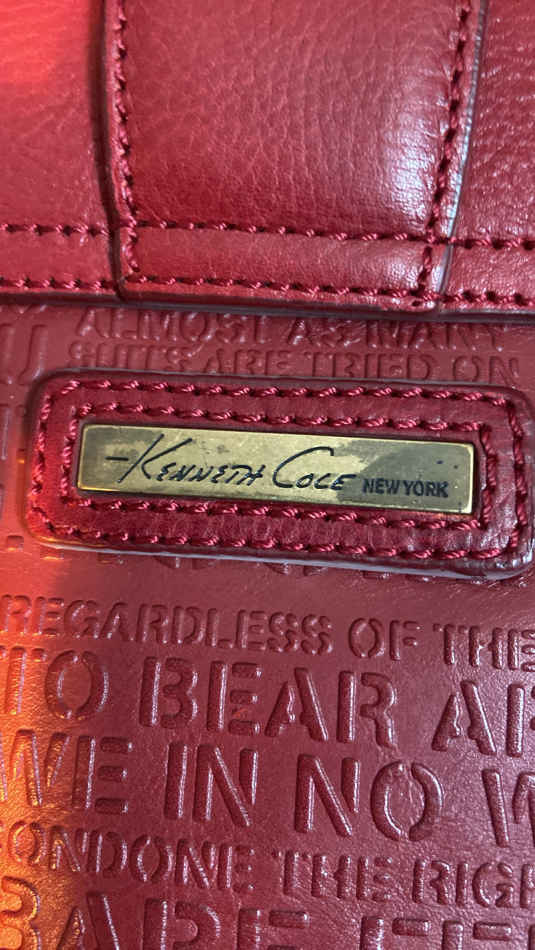 ALMOST AS MANY
SUITS ARE TRIED ON
-KENNETH COLE NEW YORK
REGARDLESS OF THE
TO BEAR AR
WE IN NO W
CONDONE THE RIGH